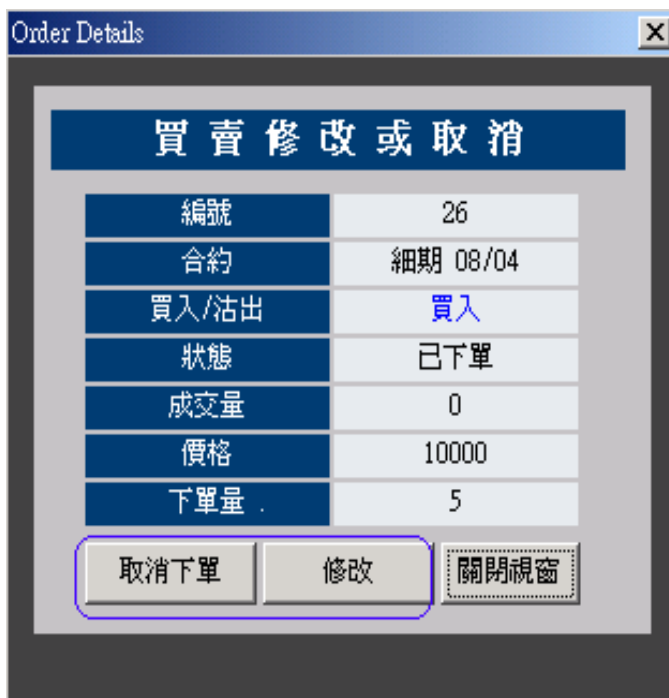 Order Details
買賣修改或取消
編號 26
合約 細期 08/04
買入/沽出 買入
狀態 已下單
成交量 0
價格 10000
下單量 . 5
取消下單 修改 關閉視窗